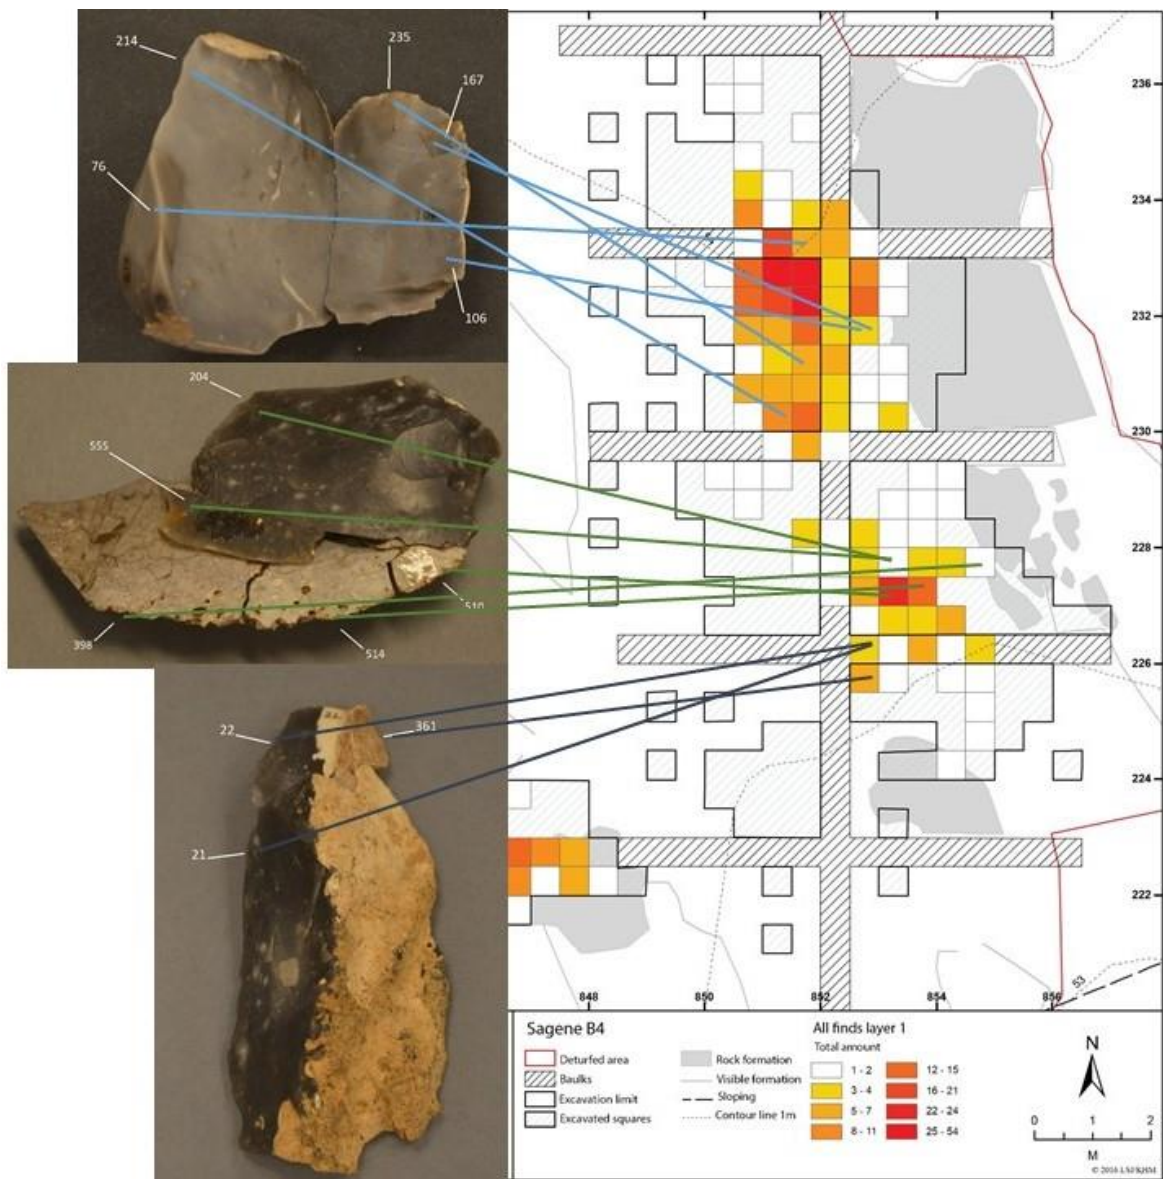 214
235
167
76
106
204
555
510
398
514
22
361
21
236
234
232
230
228
226
224
222
848
850
852
854
856
53
Sagene B4
Deturfed area
Baulks
Excavation limit
Excavated squares
Rock formation
Visible formation
Sloping
Contour line 1m
All finds layer 1
Total amount
1 - 2
3 - 4
5 - 7
8 - 11
12 - 15
16 - 21
22 - 24
25 - 54
N
0 1 2
M